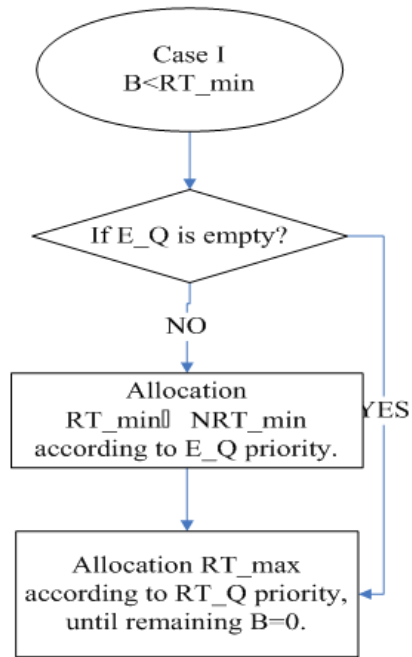 Case I
B<RT_min
If E_Q is empty?
NO
YES
Allocation
RT_min▯ NRT_min
according to E_Q priority.
Allocation RT_max
according to RT_Q priority,
until remaining B=0.